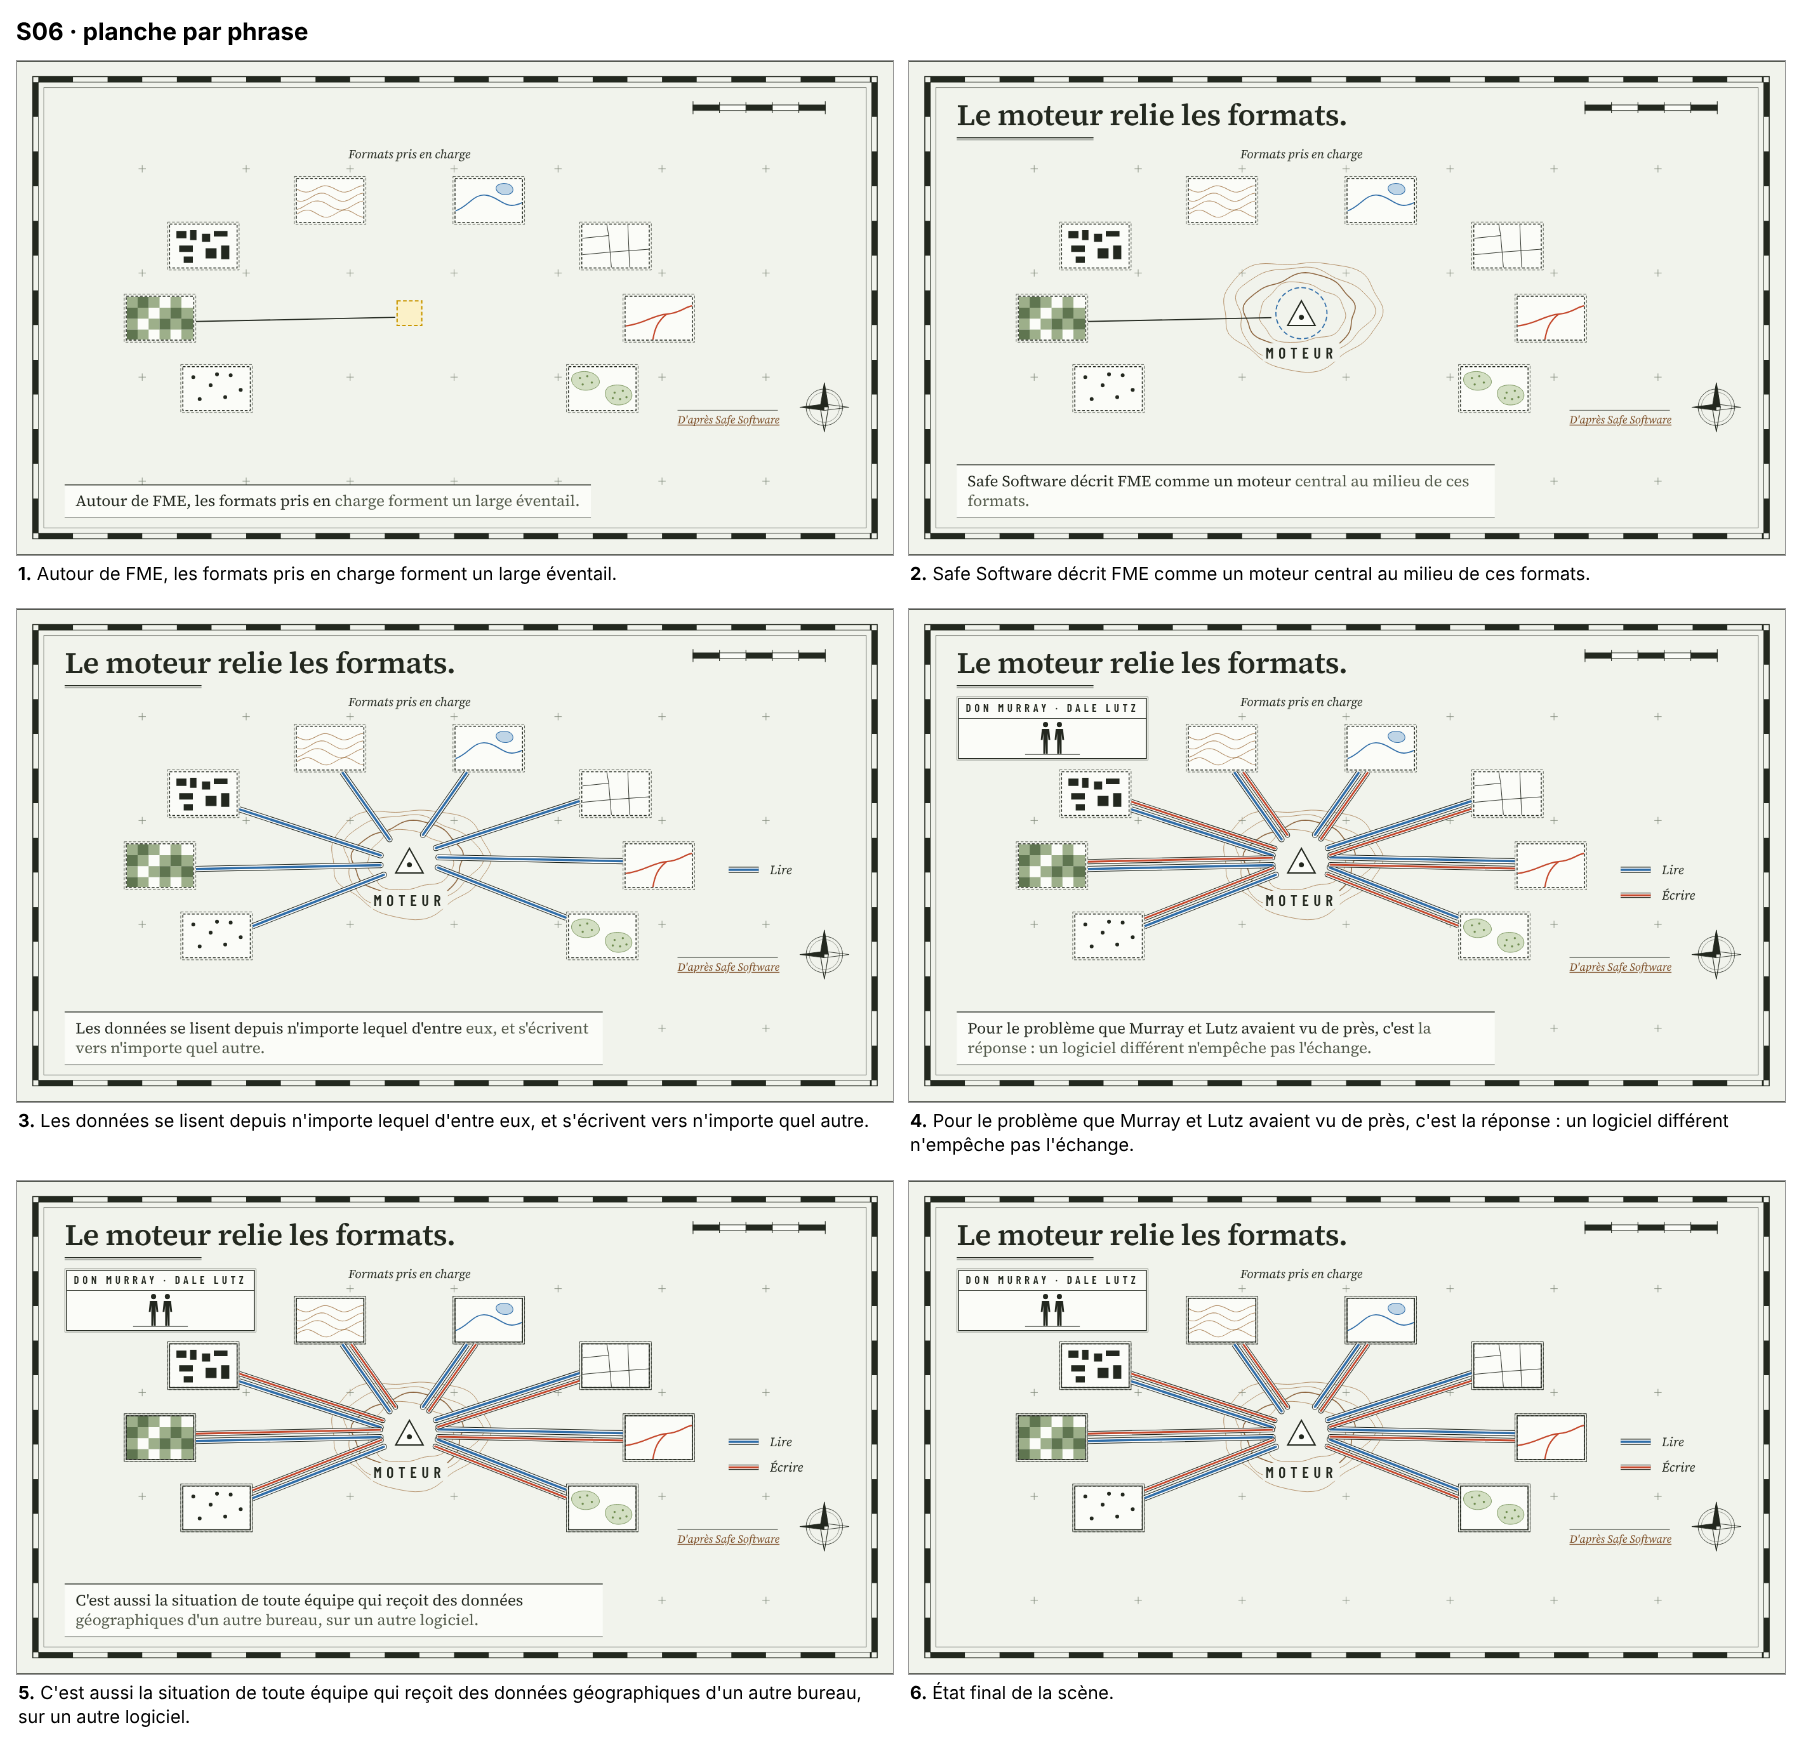 S06 · planche par phrase
Formats pris en charge
D'après Safe Software
Autour de FME, les formats pris en charge forment un large éventail.
1. Autour de FME, les formats pris en charge forment un large éventail.
Le moteur relie les formats.
Formats pris en charge
MOTEUR
D'après Safe Software
Safe Software décrit FME comme un moteur central au milieu de ces
formats.
2. Safe Software décrit FME comme un moteur central au milieu de ces formats.
Le moteur relie les formats.
Formats pris en charge
Lire
MOTEUR
D'après Safe Software
Les données se lisent depuis n'importe lequel d'entre eux, et s'écrivent
vers n'importe quel autre.
3. Les données se lisent depuis n'importe lequel d'entre eux, et s'écrivent vers n'importe quel autre.
Le moteur relie les formats.
DON MURRAY · DALE LUTZ
Formats pris en charge
Lire
Écrire
MOTEUR
D'après Safe Software
Pour le problème que Murray et Lutz avaient vu de près, c'est la
réponse : un logiciel différent n'empêche pas l'échange.
4. Pour le problème que Murray et Lutz avaient vu de près, c'est la réponse : un logiciel différent
n'empêche pas l'échange.
Le moteur relie les formats.
DON MURRAY · DALE LUTZ
Formats pris en charge
Lire
Écrire
MOTEUR
D'après Safe Software
C'est aussi la situation de toute équipe qui reçoit des données
géographiques d'un autre bureau, sur un autre logiciel.
5. C'est aussi la situation de toute équipe qui reçoit des données géographiques d'un autre bureau,
sur un autre logiciel.
Le moteur relie les formats.
DON MURRAY · DALE LUTZ
Formats pris en charge
Lire
Écrire
MOTEUR
D'après Safe Software
6. État final de la scène.